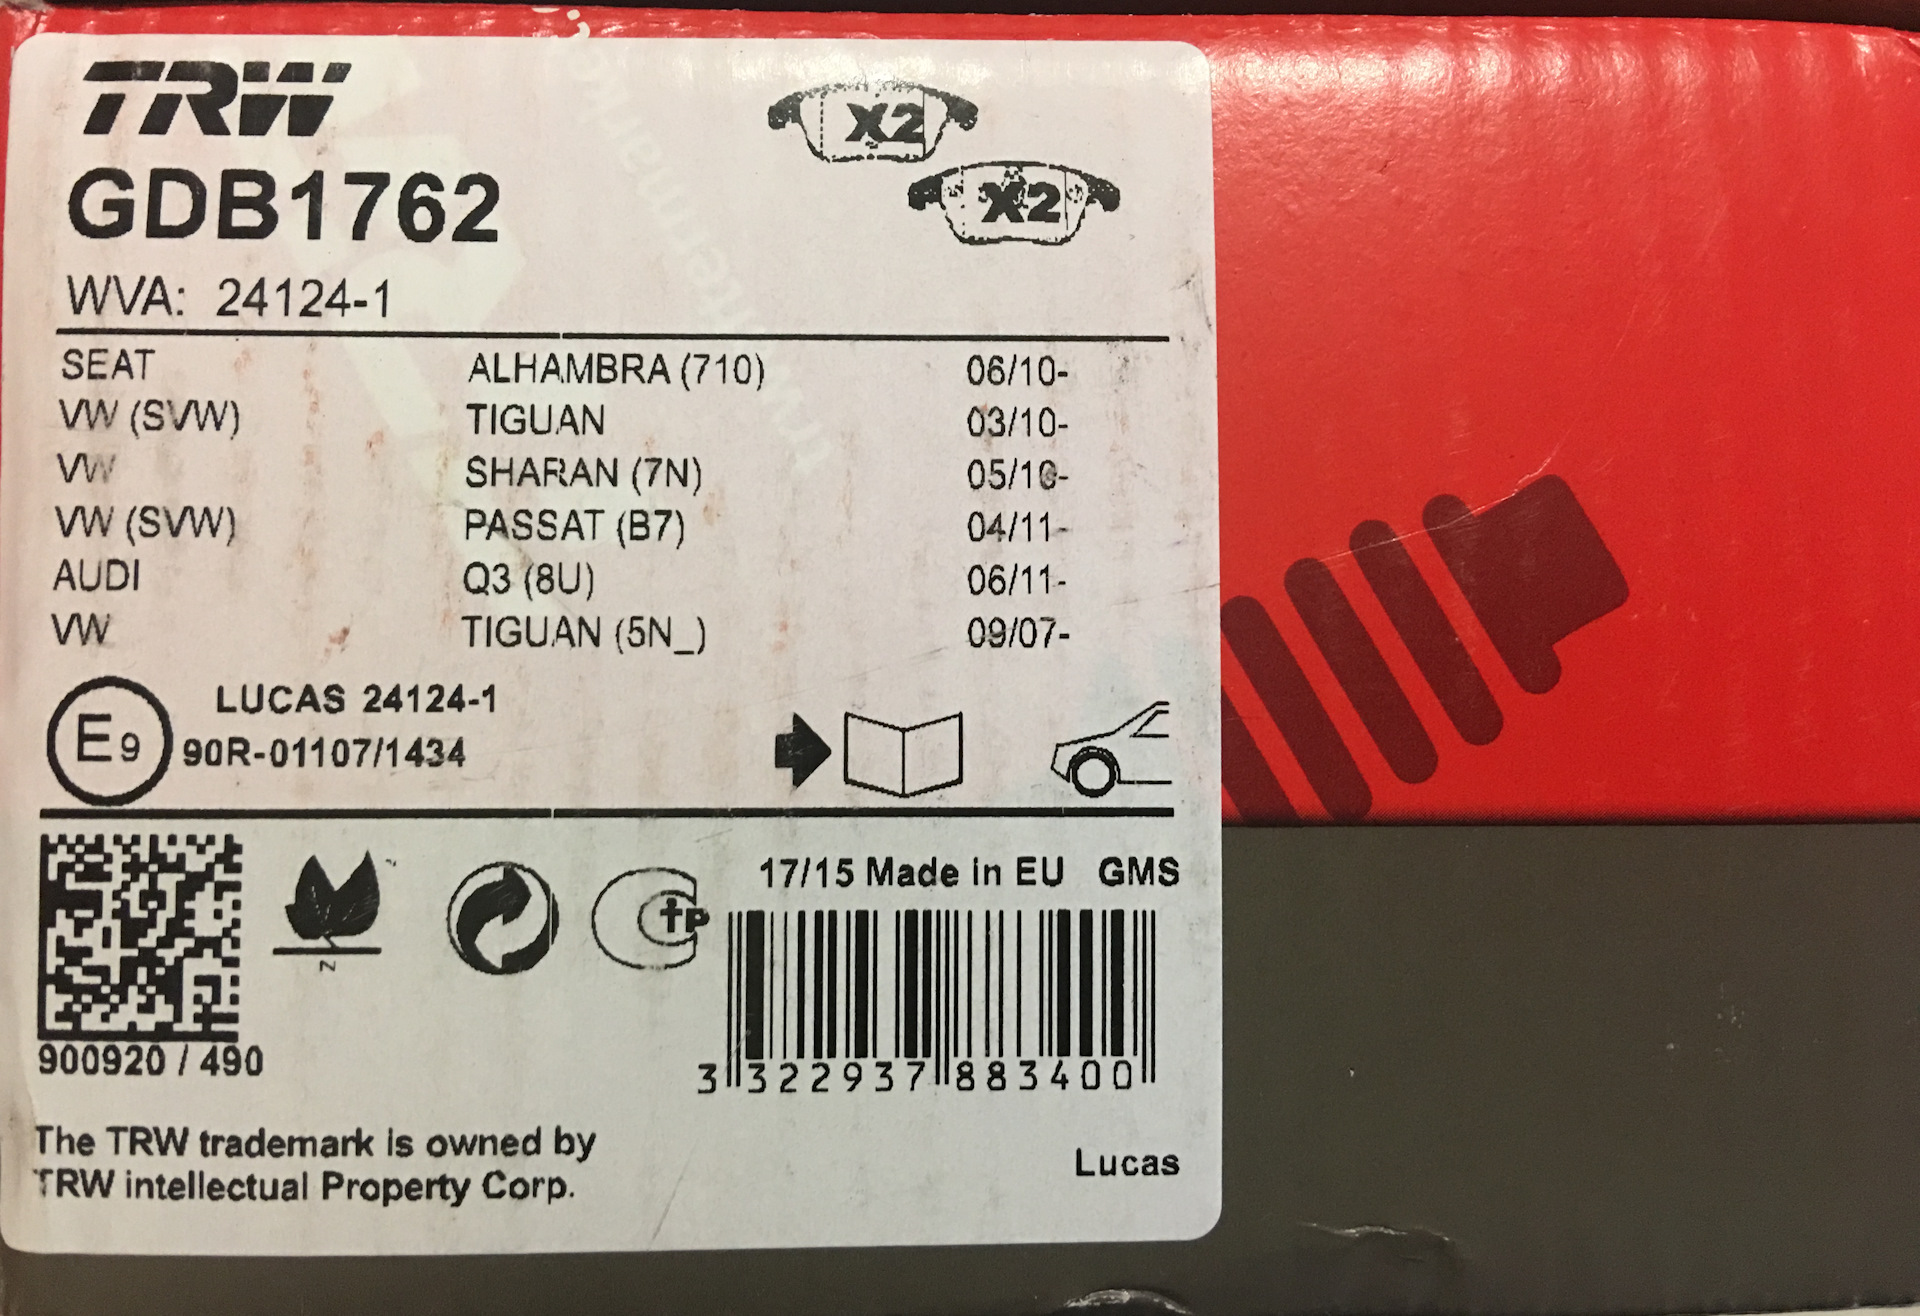 TRW
X2
X2
GDB1762
WVA: 24124-1
SEAT ALHAMBRA (710) 06/10-
VW (SVW) TIGUAN 03/10-
VW SHARAN (7N) 05/10-
VW (SVW) PASSAT (B7) 04/11-
AUDI Q3 (8U) 06/11-
VW TIGUAN (5N_) 09/07-
E9
LUCAS 24124-1
90R-01107/1434
17/15 Made in EU GMS
N
900920 / 490
3 322937 883400
The TRW trademark is owned by
TRW intellectual Property Corp.
Lucas